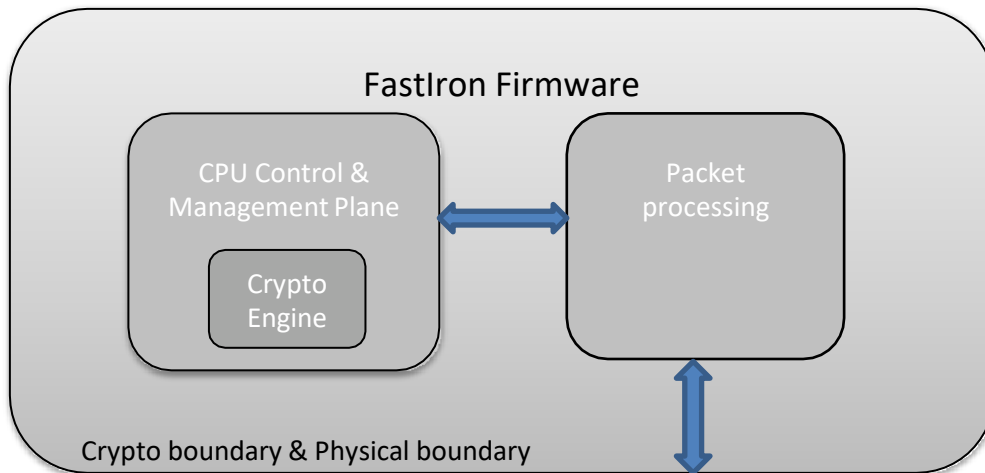 FastIron Firmware
CPU Control &
Management Plane
Crypto
Engine
Packet
processing
Crypto boundary & Physical boundary